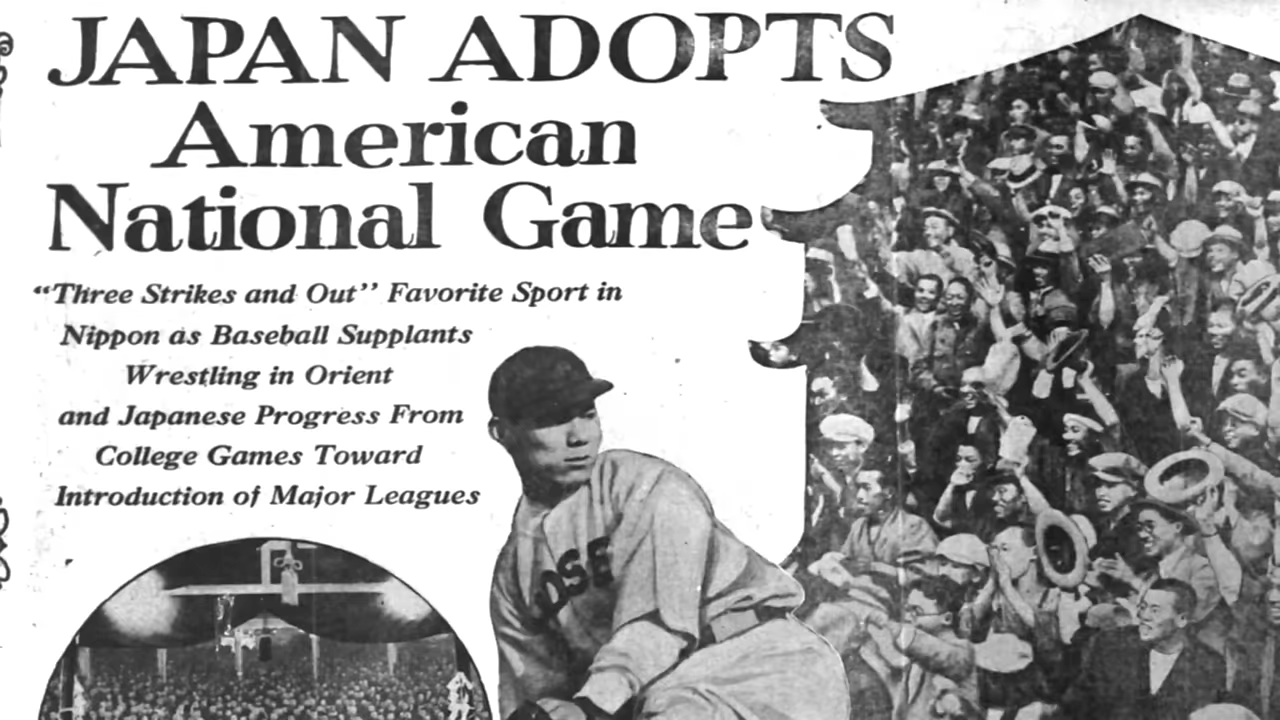 JAPAN ADOPTS
American
National Game
“Three Strikes and Out” Favorite Sport in
Nippon as Baseball Supplants
Wrestling in Orient
and Japanese Progress From
College Games Toward
Introduction of Major Leagues
OSE